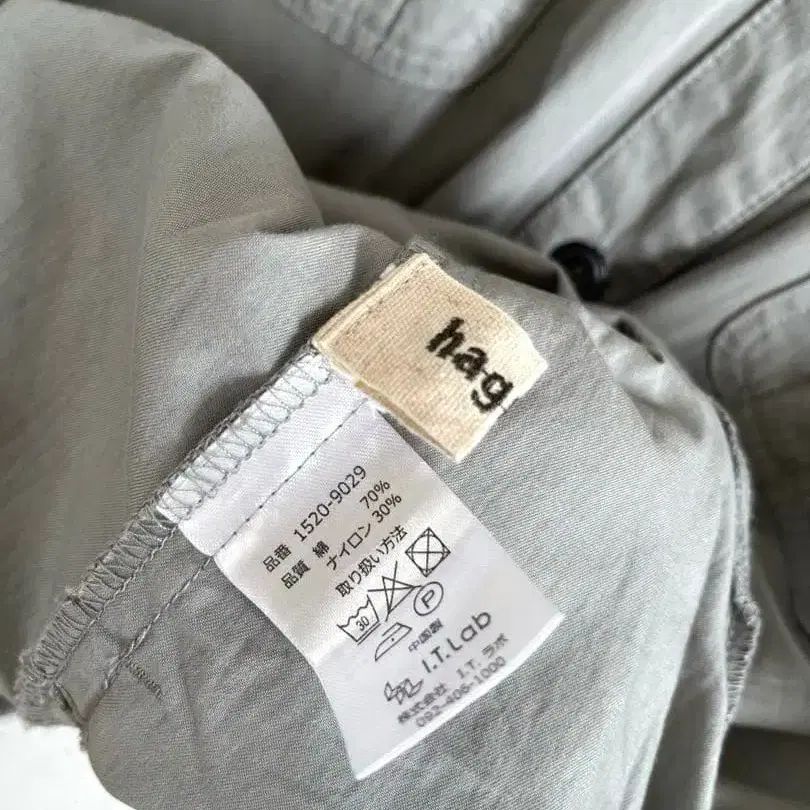 hag
品番 1520-9029
品質 綿 70%
ナイロン 30%
取り扱い方法
30
P
中国製
I.T.Lab
株式会社 I.T. ラボ
092-406-1000